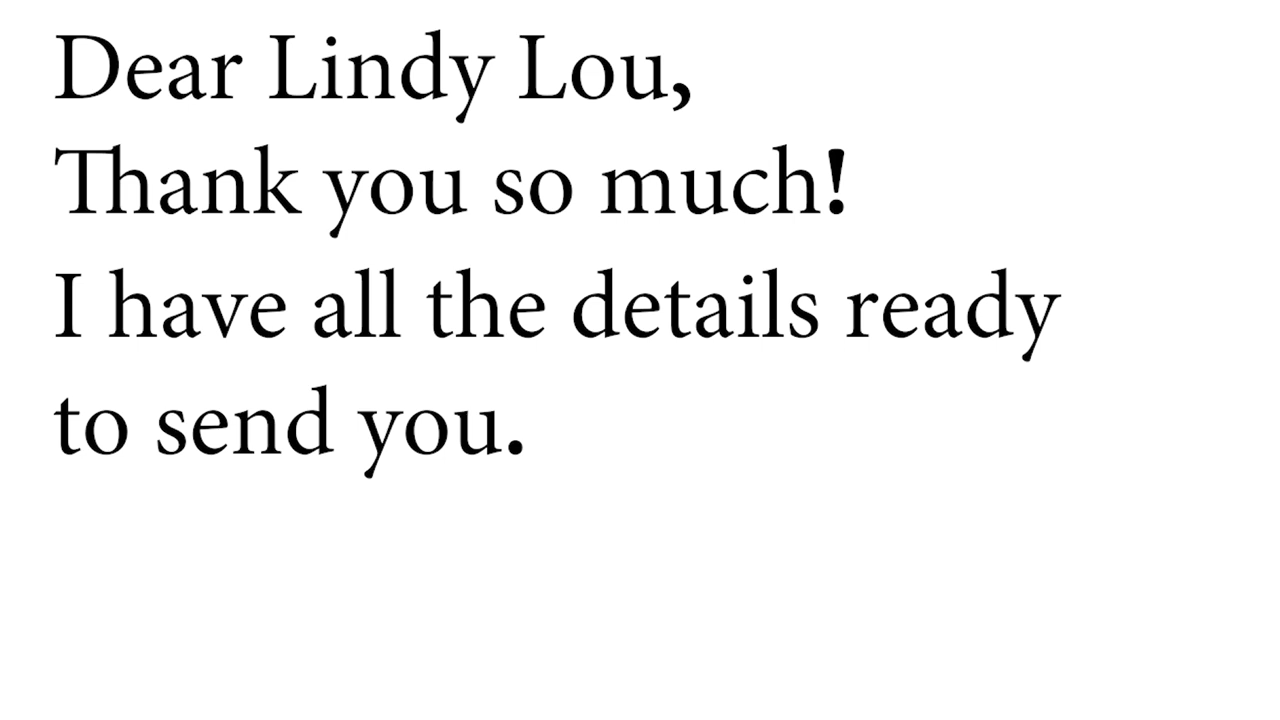 Dear Lindy Lou,
Thank you so much!
I have all the details ready
to send you.